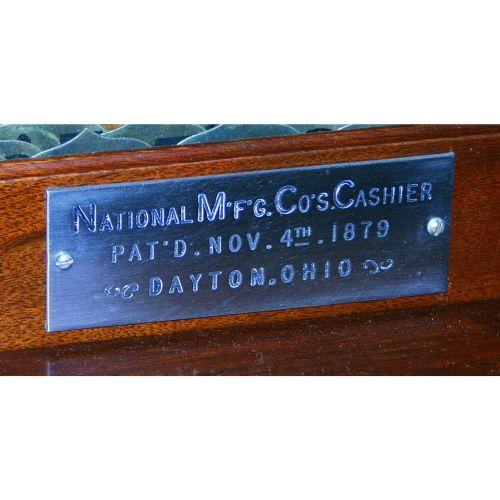 NATIONAL M'F'G. CO'S. CASHIER
PAT'D. NOV. 4TH. 1879
DAYTON. OHIO